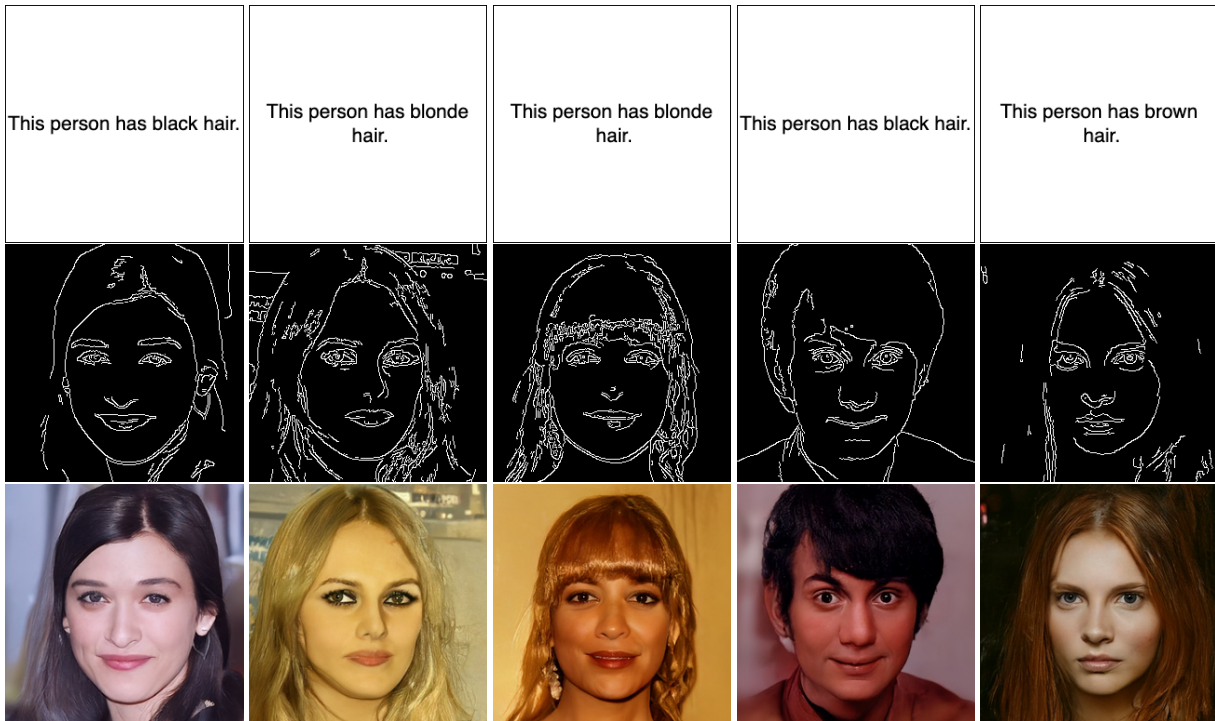 This person has black hair.
This person has blonde
hair.
This person has blonde
hair.
This person has black hair.
This person has brown
hair.